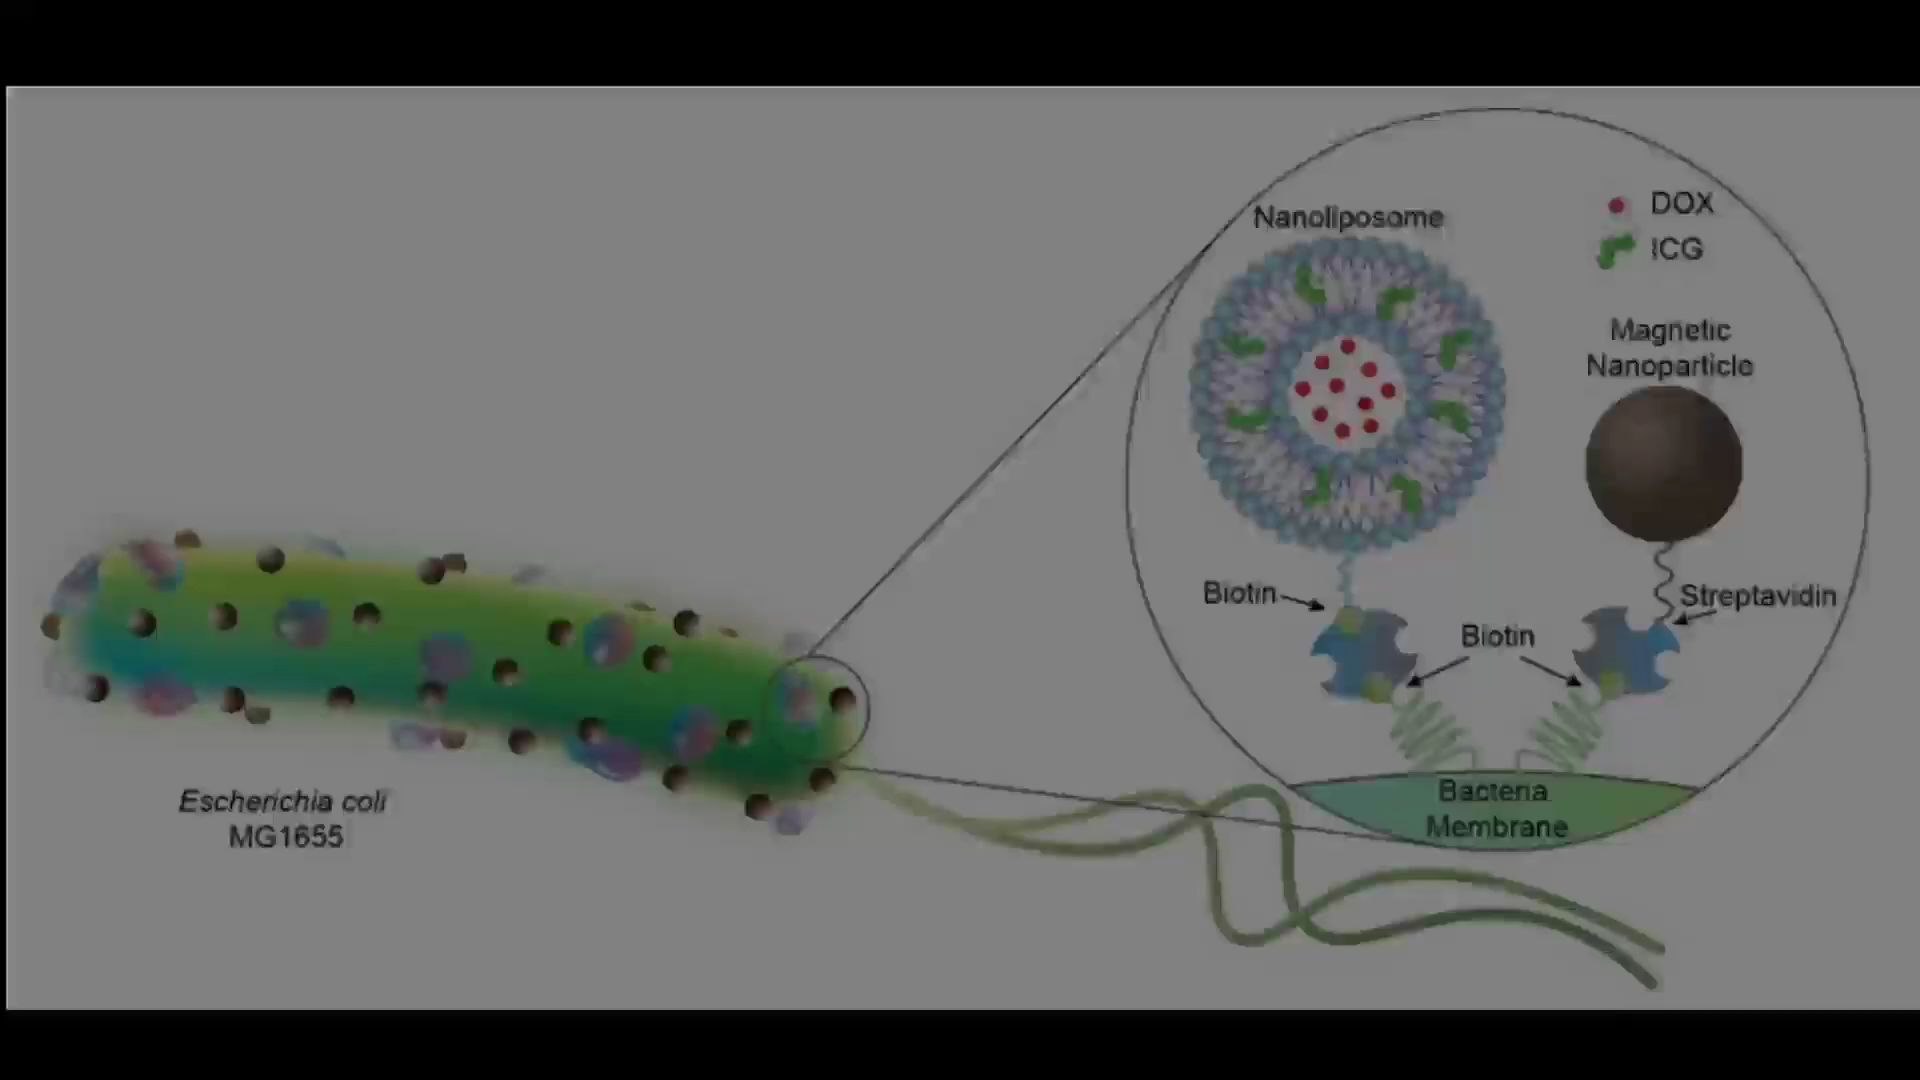 Nanoliposome
DOX
ICG
Magnetic
Nanoparticle
Biotin
Streptavidin
Biotin
Bacteria
Membrane
Escherichia coli
MG1655